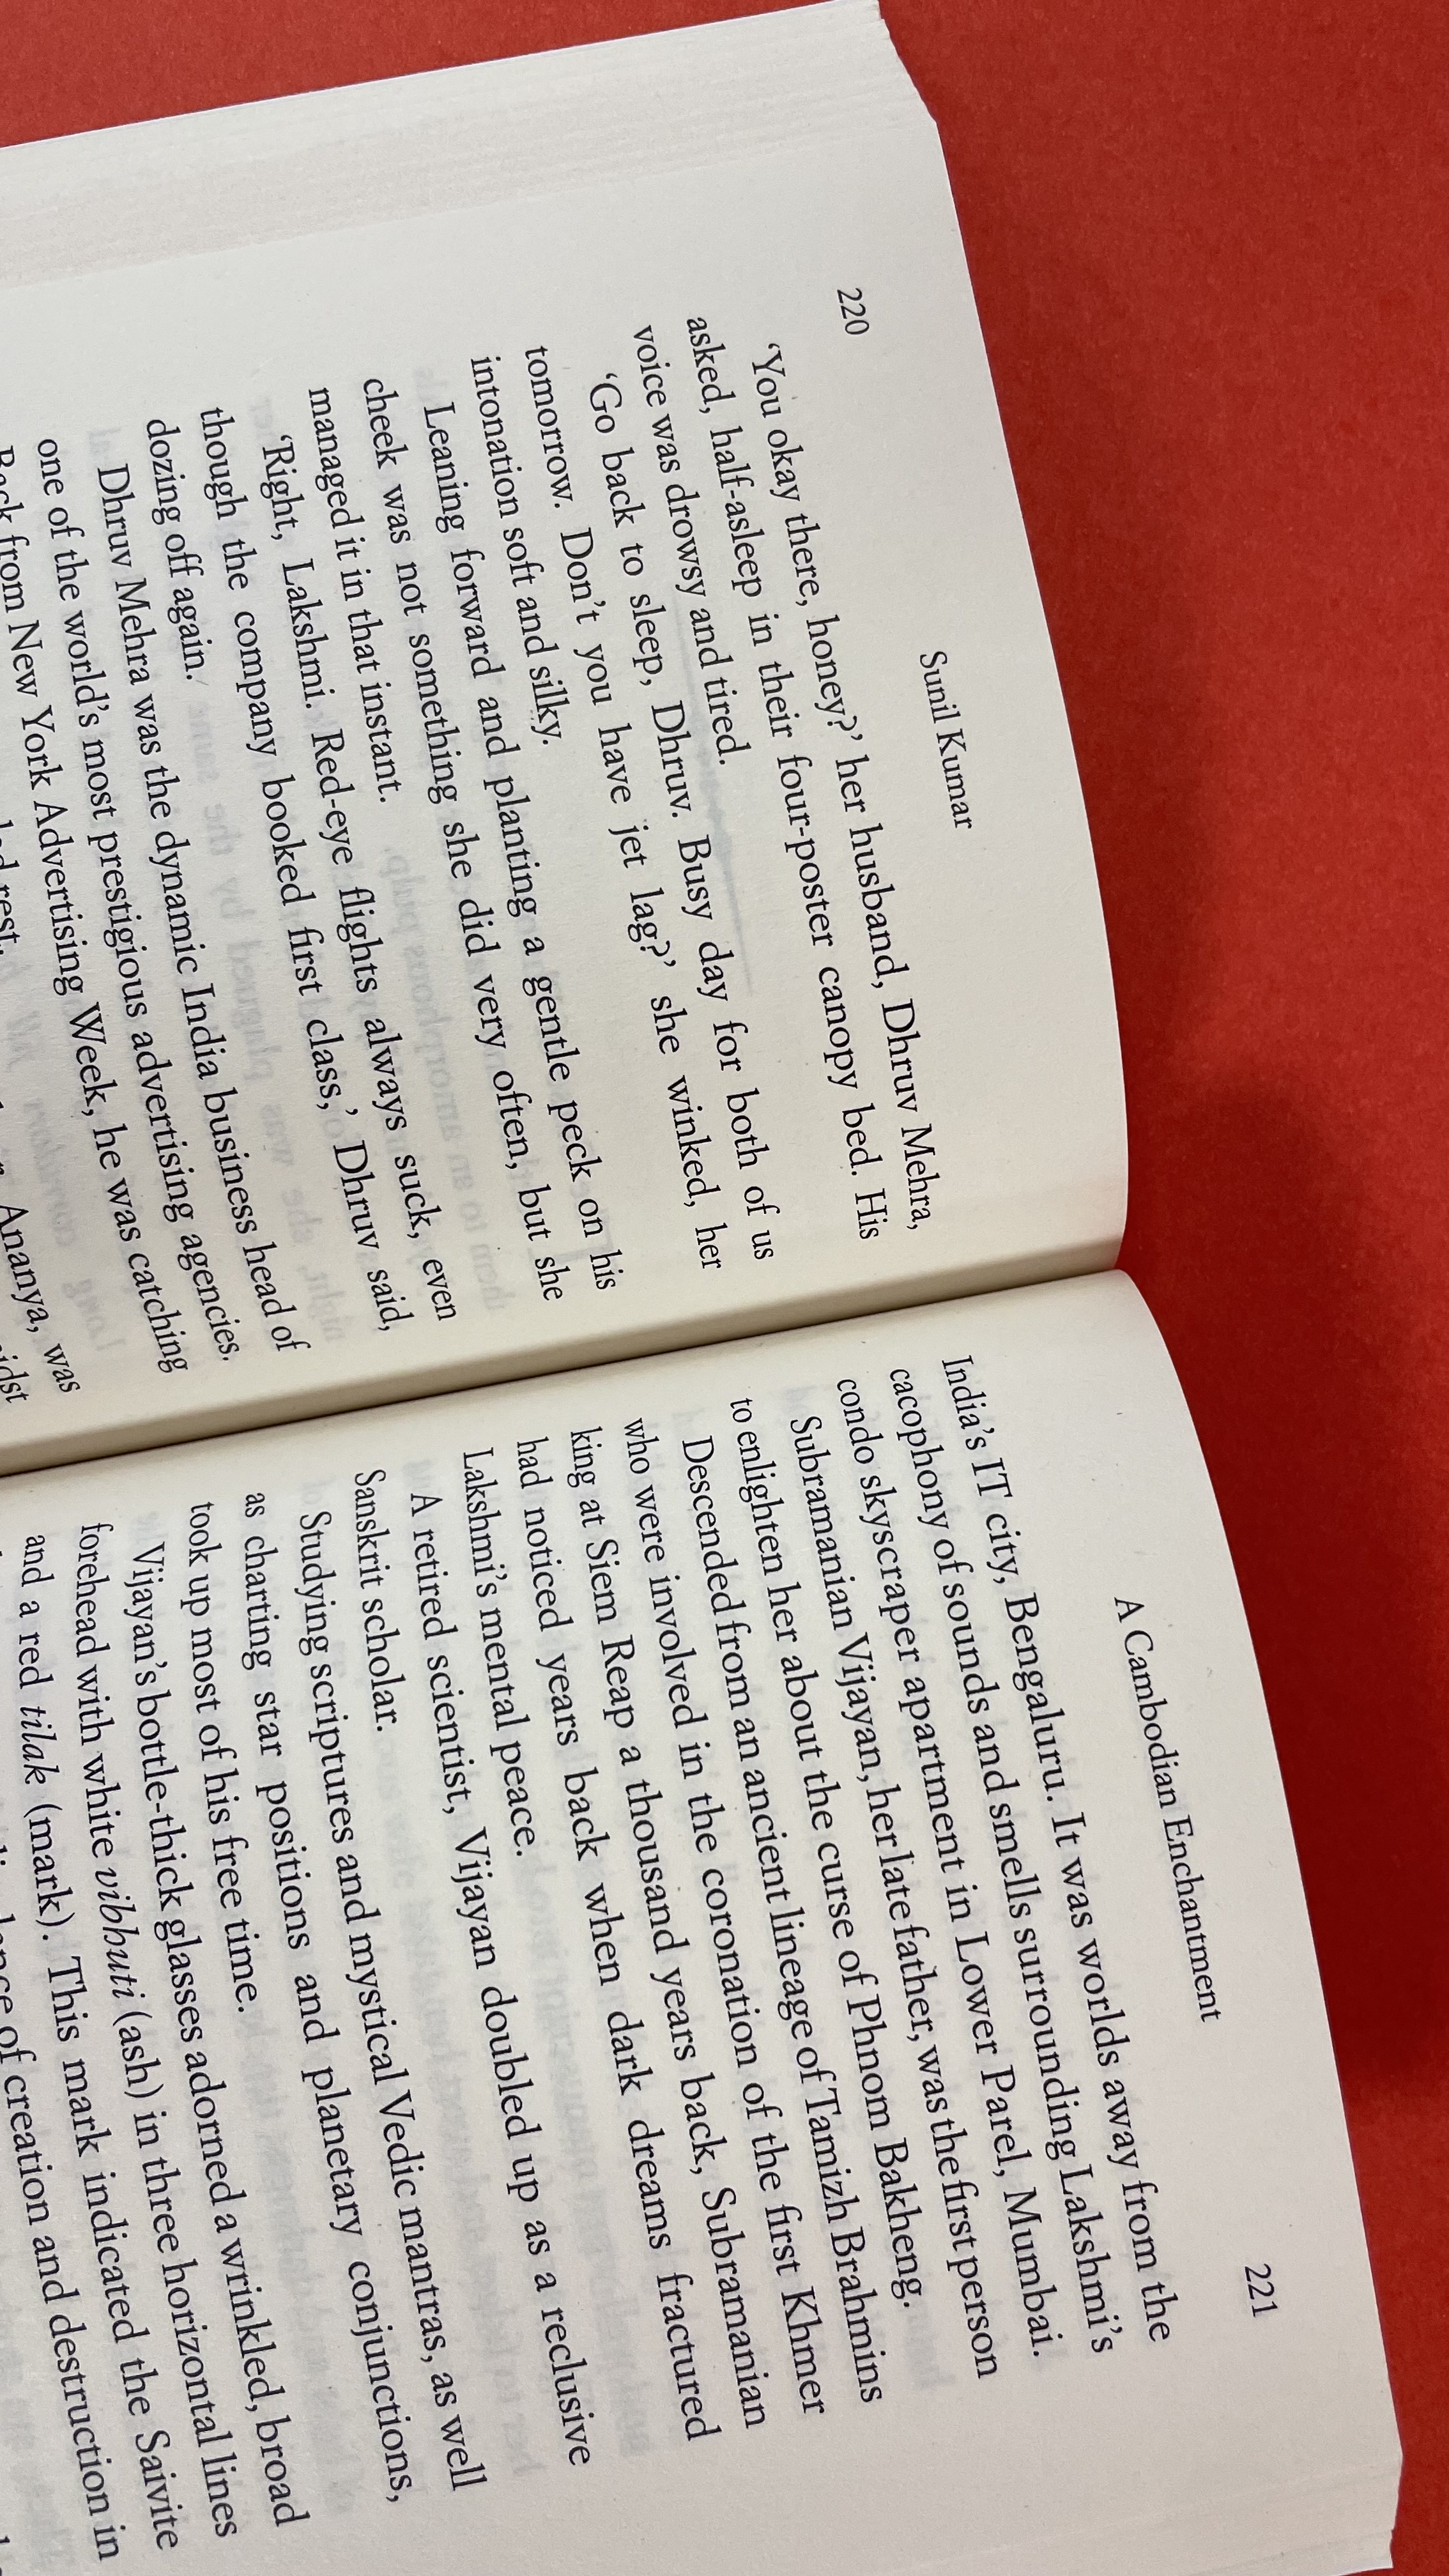 220
Sunil Kumar
‘You okay there, honey?’ her husband, Dhruv Mehra,
asked, half-asleep in their four-poster canopy bed. His
voice was drowsy and tired.
‘Go back to sleep, Dhruv. Busy day for both of us
tomorrow. Don’t you have jet lag?’ she winked, her
intonation soft and silky.
Leaning forward and planting a gentle peck on his
cheek was not something she did very often, but she
managed it in that instant.
‘Right, Lakshmi. Red-eye flights always suck, even
though the company booked first class,’ Dhruv said,
dozing off again.
Dhruv Mehra was the dynamic India business head of
one of the world’s most prestigious advertising agencies.
Back from New York Advertising Week, he was catching
rest. Ananya, was
A Cambodian Enchantment
221
India’s IT city, Bengaluru. It was worlds away from the
cacophony of sounds and smells surrounding Lakshmi’s
condo skyscraper apartment in Lower Parel, Mumbai.
Subramanian Vijayan, her late father, was the first person
to enlighten her about the curse of Phnom Bakheng.
Descended from an ancient lineage of Tamizh Brahmins
who were involved in the coronation of the first Khmer
king at Siem Reap a thousand years back, Subramanian
had noticed years back when dark dreams fractured
Lakshmi’s mental peace.
A retired scientist, Vijayan doubled up as a reclusive
Sanskrit scholar.
Studying scriptures and mystical Vedic mantras, as well
as charting star positions and planetary conjunctions,
took up most of his free time.
Vijayan’s bottle-thick glasses adorned a wrinkled, broad
forehead with white vibhuti (ash) in three horizontal lines
and a red tilak (mark). This mark indicated the Saivite
of creation and destruction in